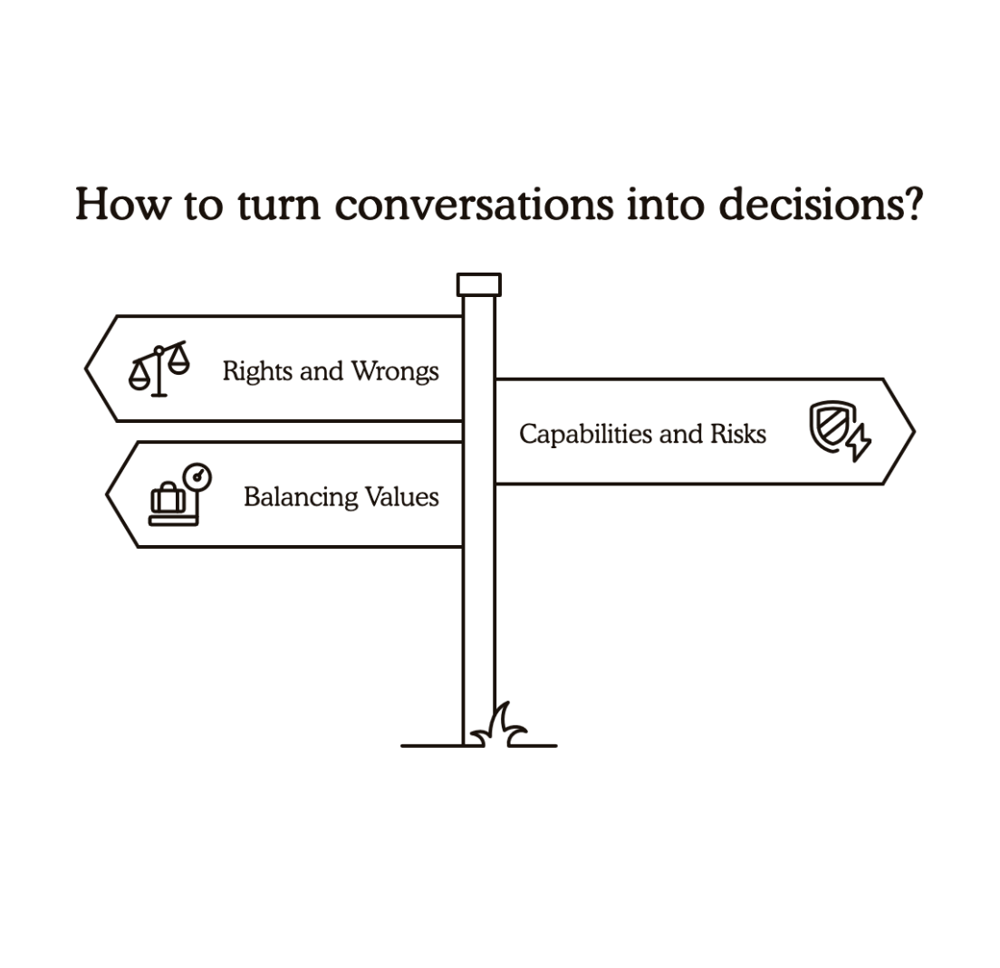 How to turn conversations into decisions?
Rights and Wrongs
Capabilities and Risks
Balancing Values